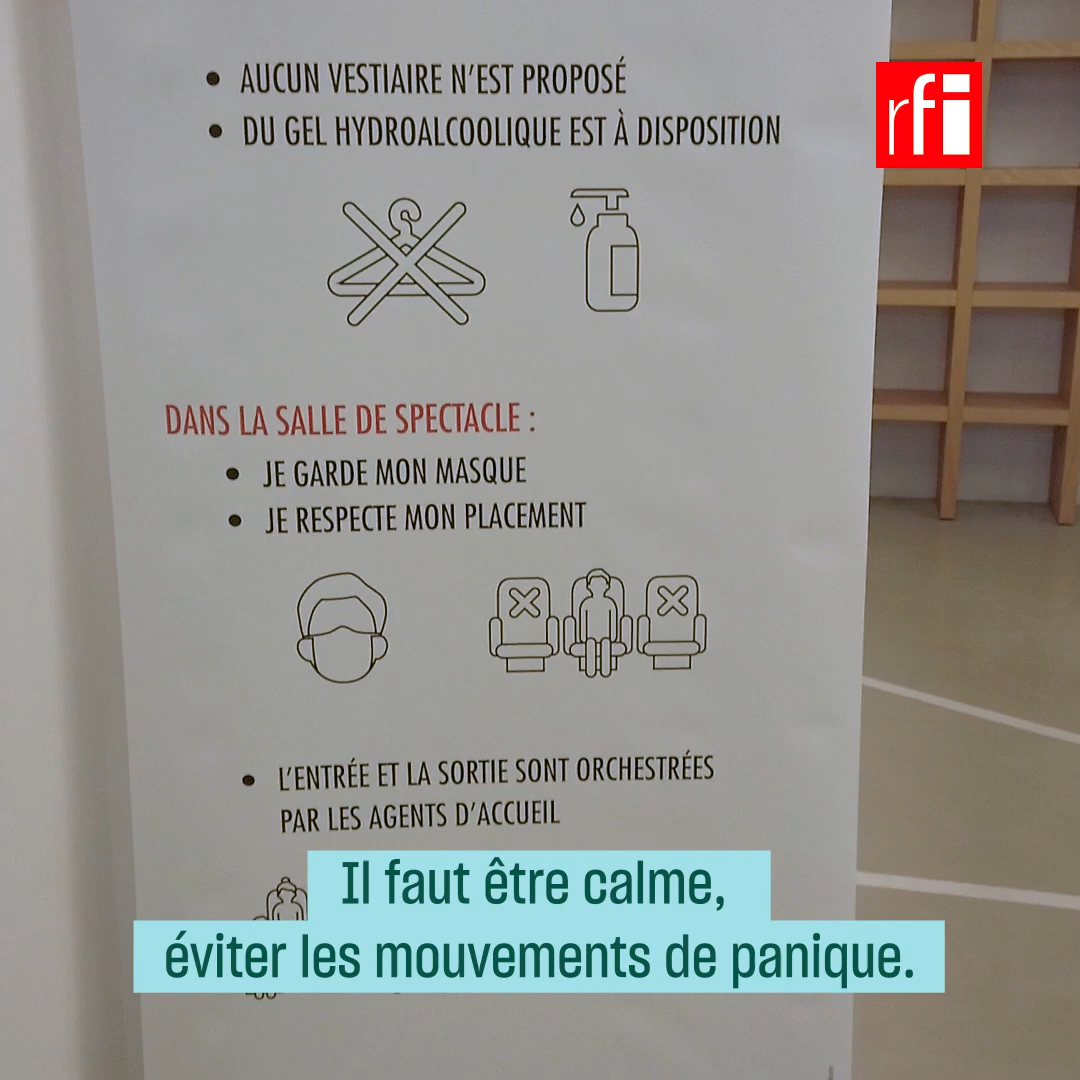 • AUCUN VESTIAIRE N'EST PROPOSÉ
• DU GEL HYDROALCOOLIQUE EST À DISPOSITION
rfi
DANS LA SALLE DE SPECTACLE :
• JE GARDE MON MASQUE
• JE RESPECTE MON PLACEMENT
• L'ENTRÉE ET LA SORTIE SONT ORCHESTRÉES
PAR LES AGENTS D'ACCUEIL
Il faut être calme,
éviter les mouvements de panique.